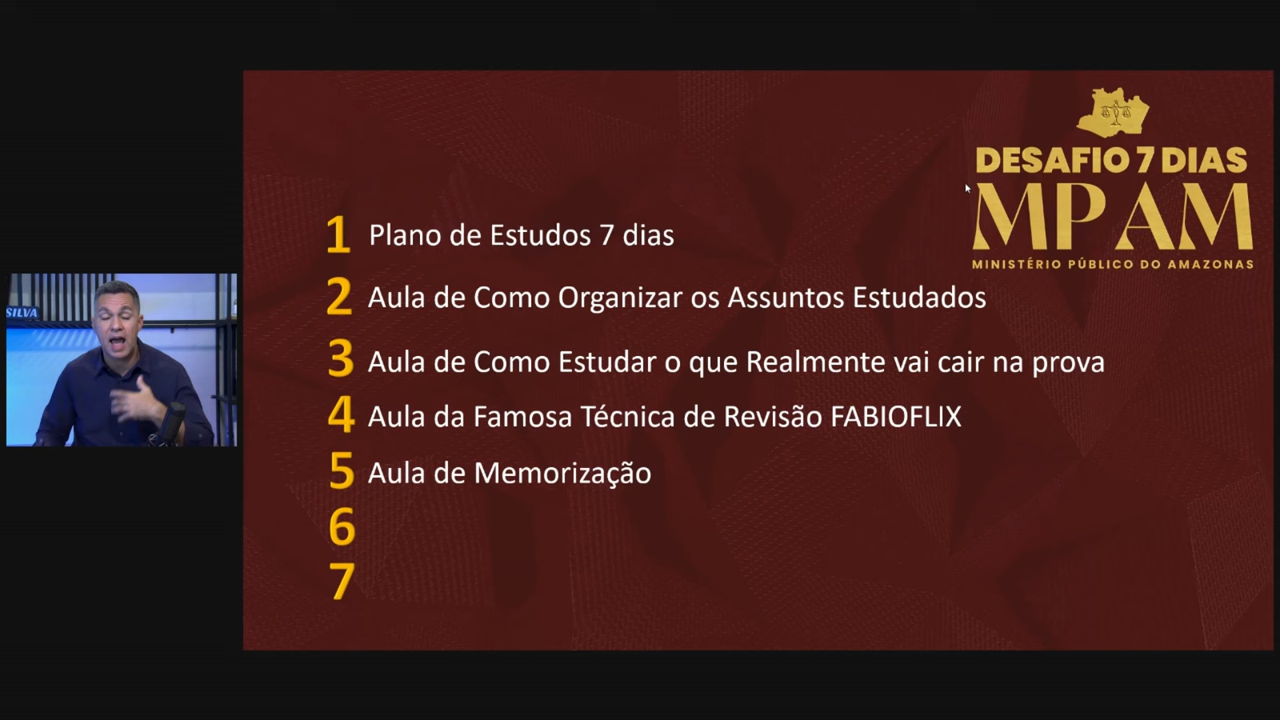 DESAFIO 7 DIAS
MPAM
MINISTÉRIO PÚBLICO DO AMAZONAS
1 Plano de Estudos 7 dias
2 Aula de Como Organizar os Assuntos Estudados
3 Aula de Como Estudar o que Realmente vai cair na prova
4 Aula da Famosa Técnica de Revisão FABIOFLIX
5 Aula de Memorização
6
7
SILVA